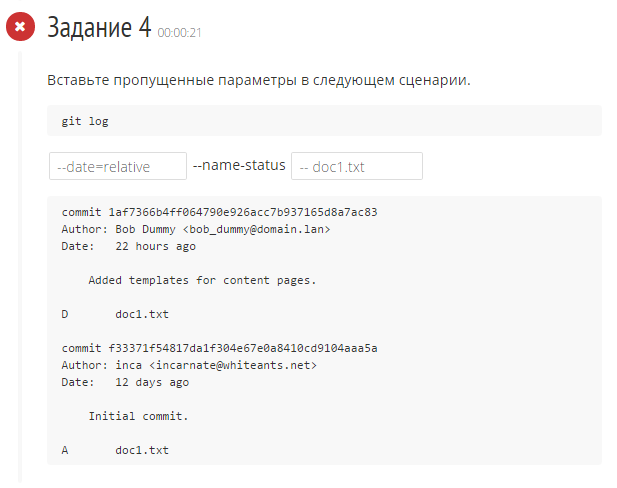 Задание 4 00:00:21
Вставьте пропущенные параметры в следующем сценарии.
git log
--date=relative --name-status -- doc1.txt
commit 1af7366b4ff064790e926acc7b937165d8a7ac83
Author: Bob Dummy <bob_dummy@domain.lan>
Date:   22 hours ago
Added templates for content pages.
D       doc1.txt
commit f33371f54817da1f304e67e0a8410cd9104aaa5a
Author: inca <incarnate@whiteants.net>
Date:   12 days ago
Initial commit.
A       doc1.txt